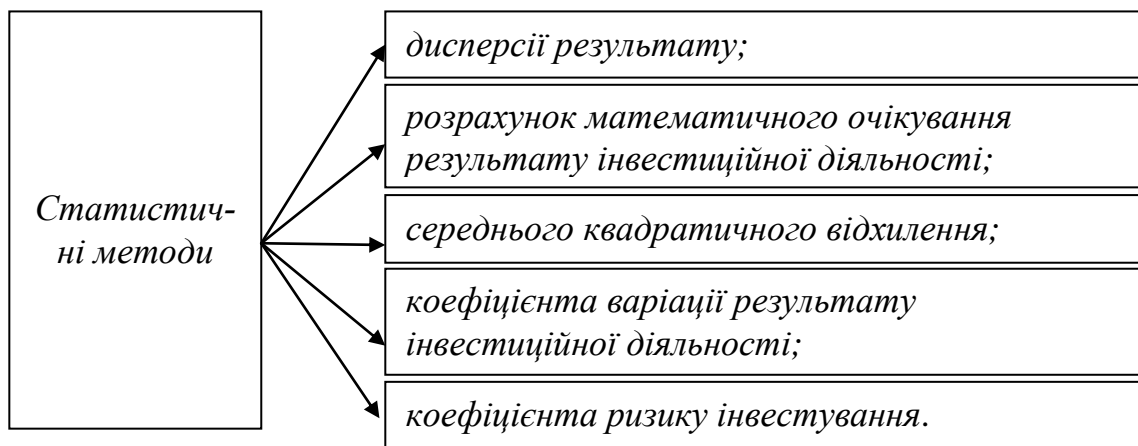 Статистич-
ні методи
дисперсії результату;
розрахунок математичного очікування
результату інвестиційної діяльності;
середнього квадратичного відхилення;
коефіцієнта варіації результату
інвестиційної діяльності;
коефіцієнта ризику інвестування.